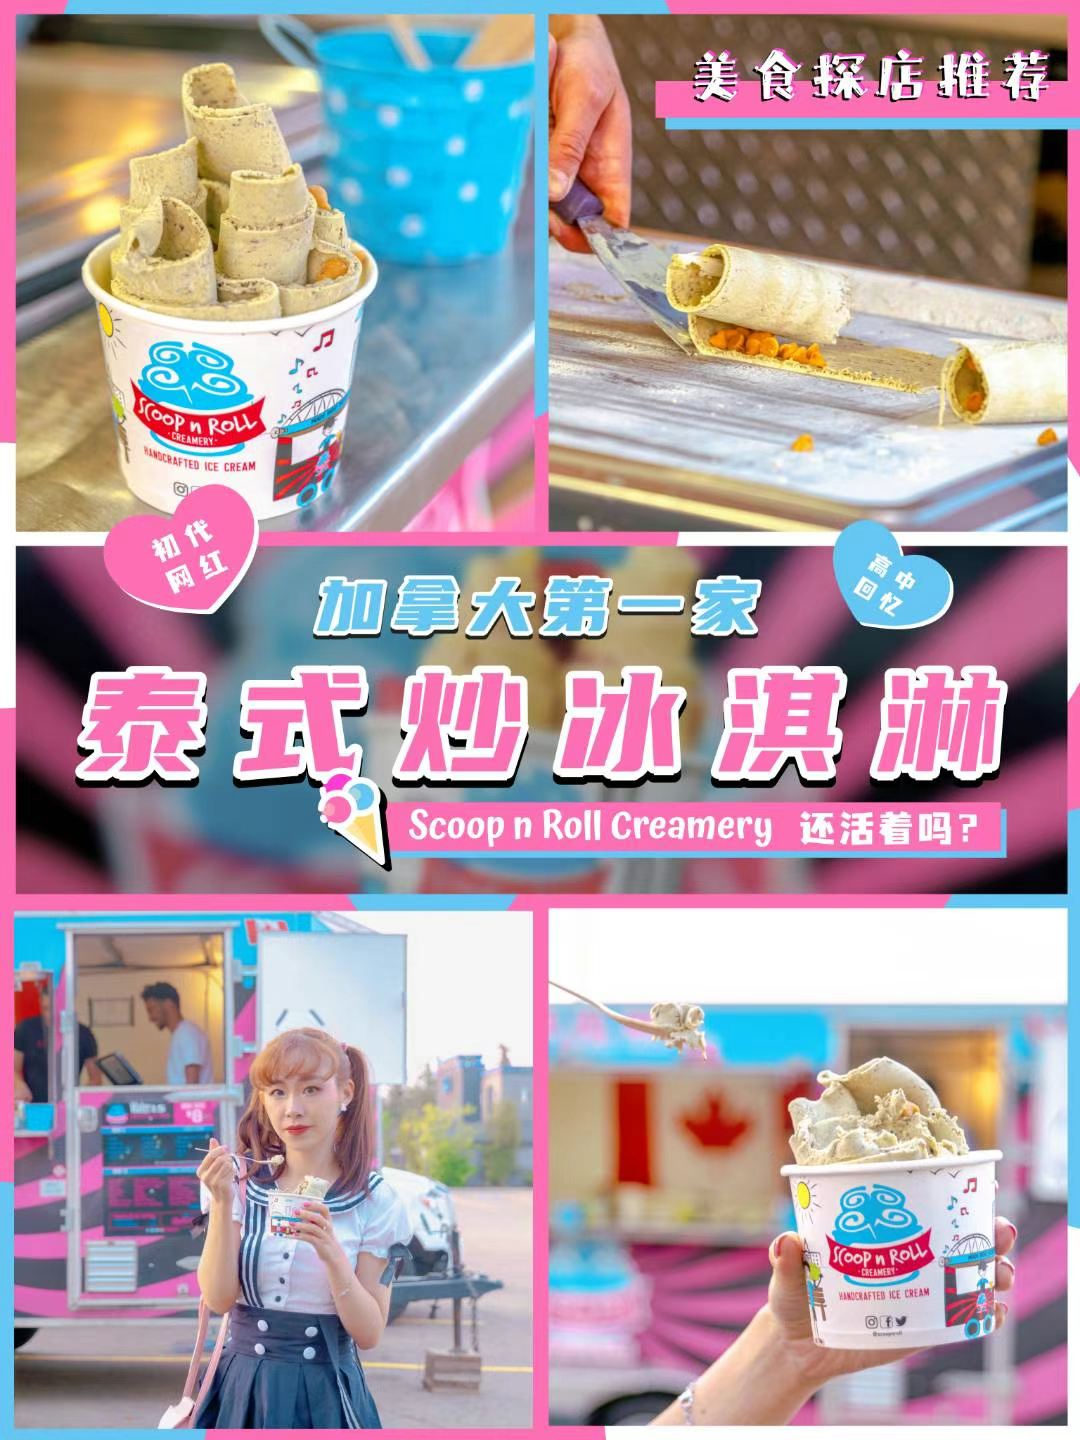 美食探店推荐
SCOOP n ROLL
CREAMERY
HANDCRAFTED ICE CREAM
初代
网红
高中
回忆
加拿大第一家
泰式炒冰淇淋
Scoop n Roll Creamery 还活着吗?
SCOOP n ROLL
CREAMERY
HANDCRAFTED ICE CREAM
@scoopnroll